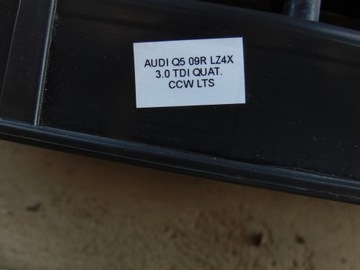 AUDI Q5 09R LZ4X
3.0 TDI QUAT.
CCW LTS